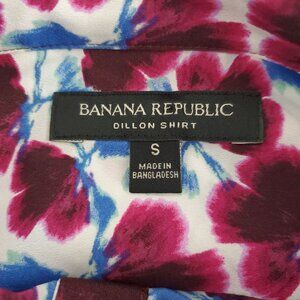 BANANA REPUBLIC
DILLON SHIRT
S
MADE IN
BANGLADESH